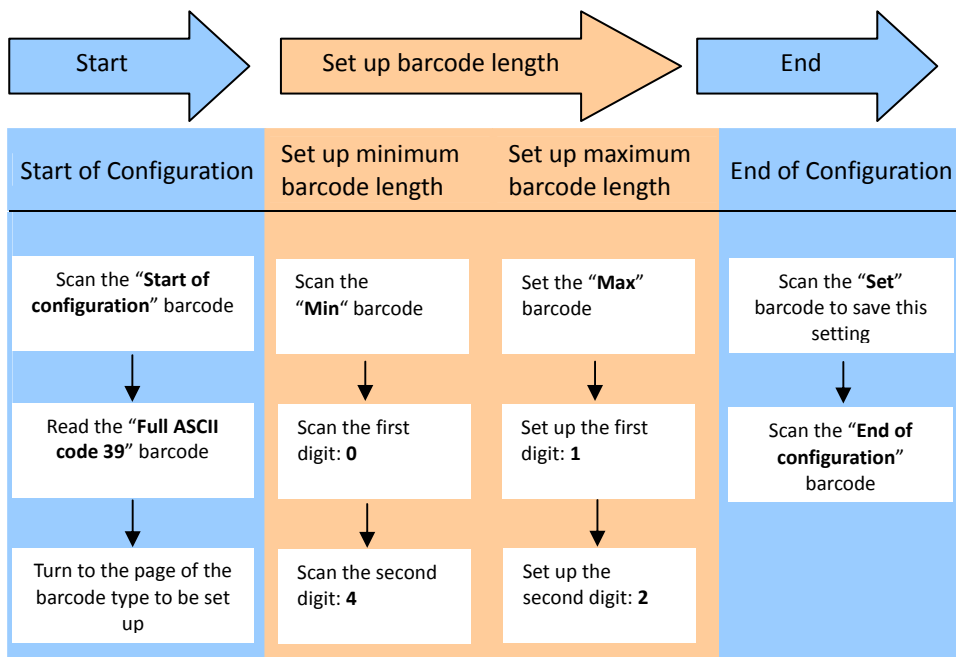 Start
Set up barcode length
End
Start of Configuration
Set up minimum
barcode length
Set up maximum
barcode length
End of Configuration
Scan the “Start of
configuration” barcode
Read the “Full ASCII
code 39” barcode
Turn to the page of the
barcode type to be set
up
Scan the
“Min“ barcode
Scan the first
digit: 0
Scan the second
digit: 4
Set the “Max”
barcode
Set up the first
digit: 1
Set up the
second digit: 2
Scan the “Set”
barcode to save this
setting
Scan the “End of
configuration”
barcode